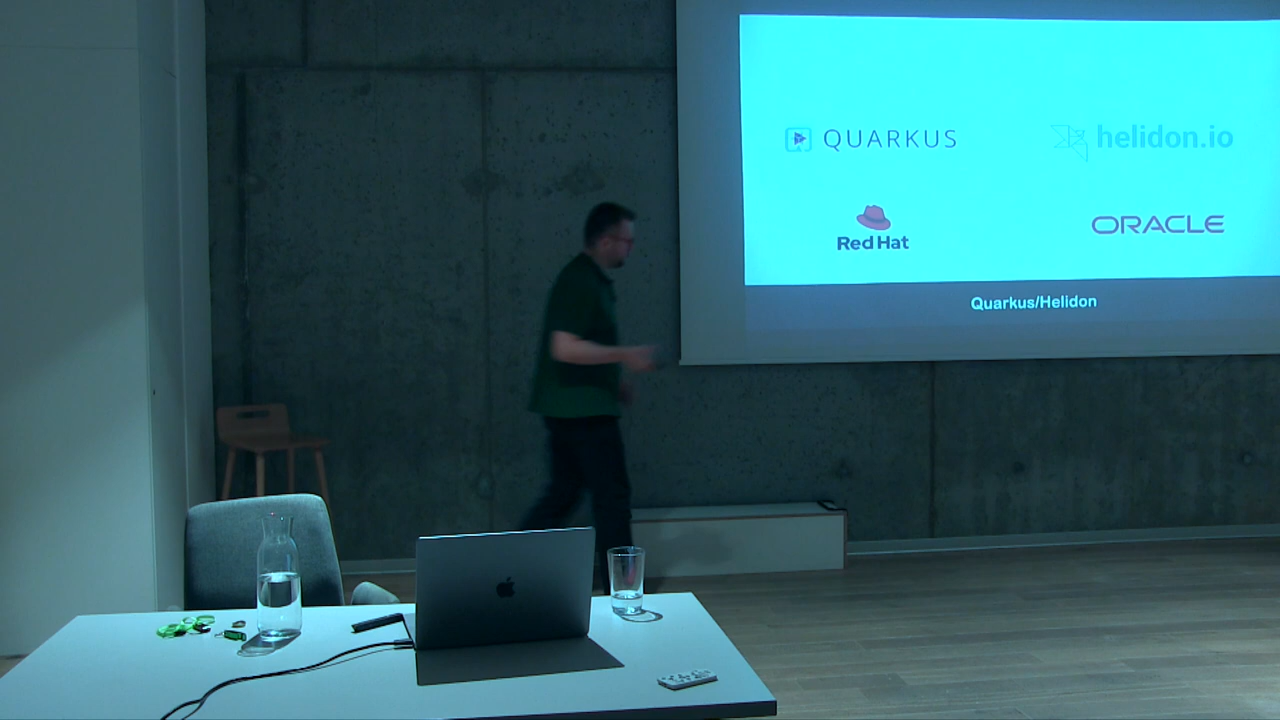 QUARKUS
helidon.io
Red Hat
ORACLE
Quarkus/Helidon